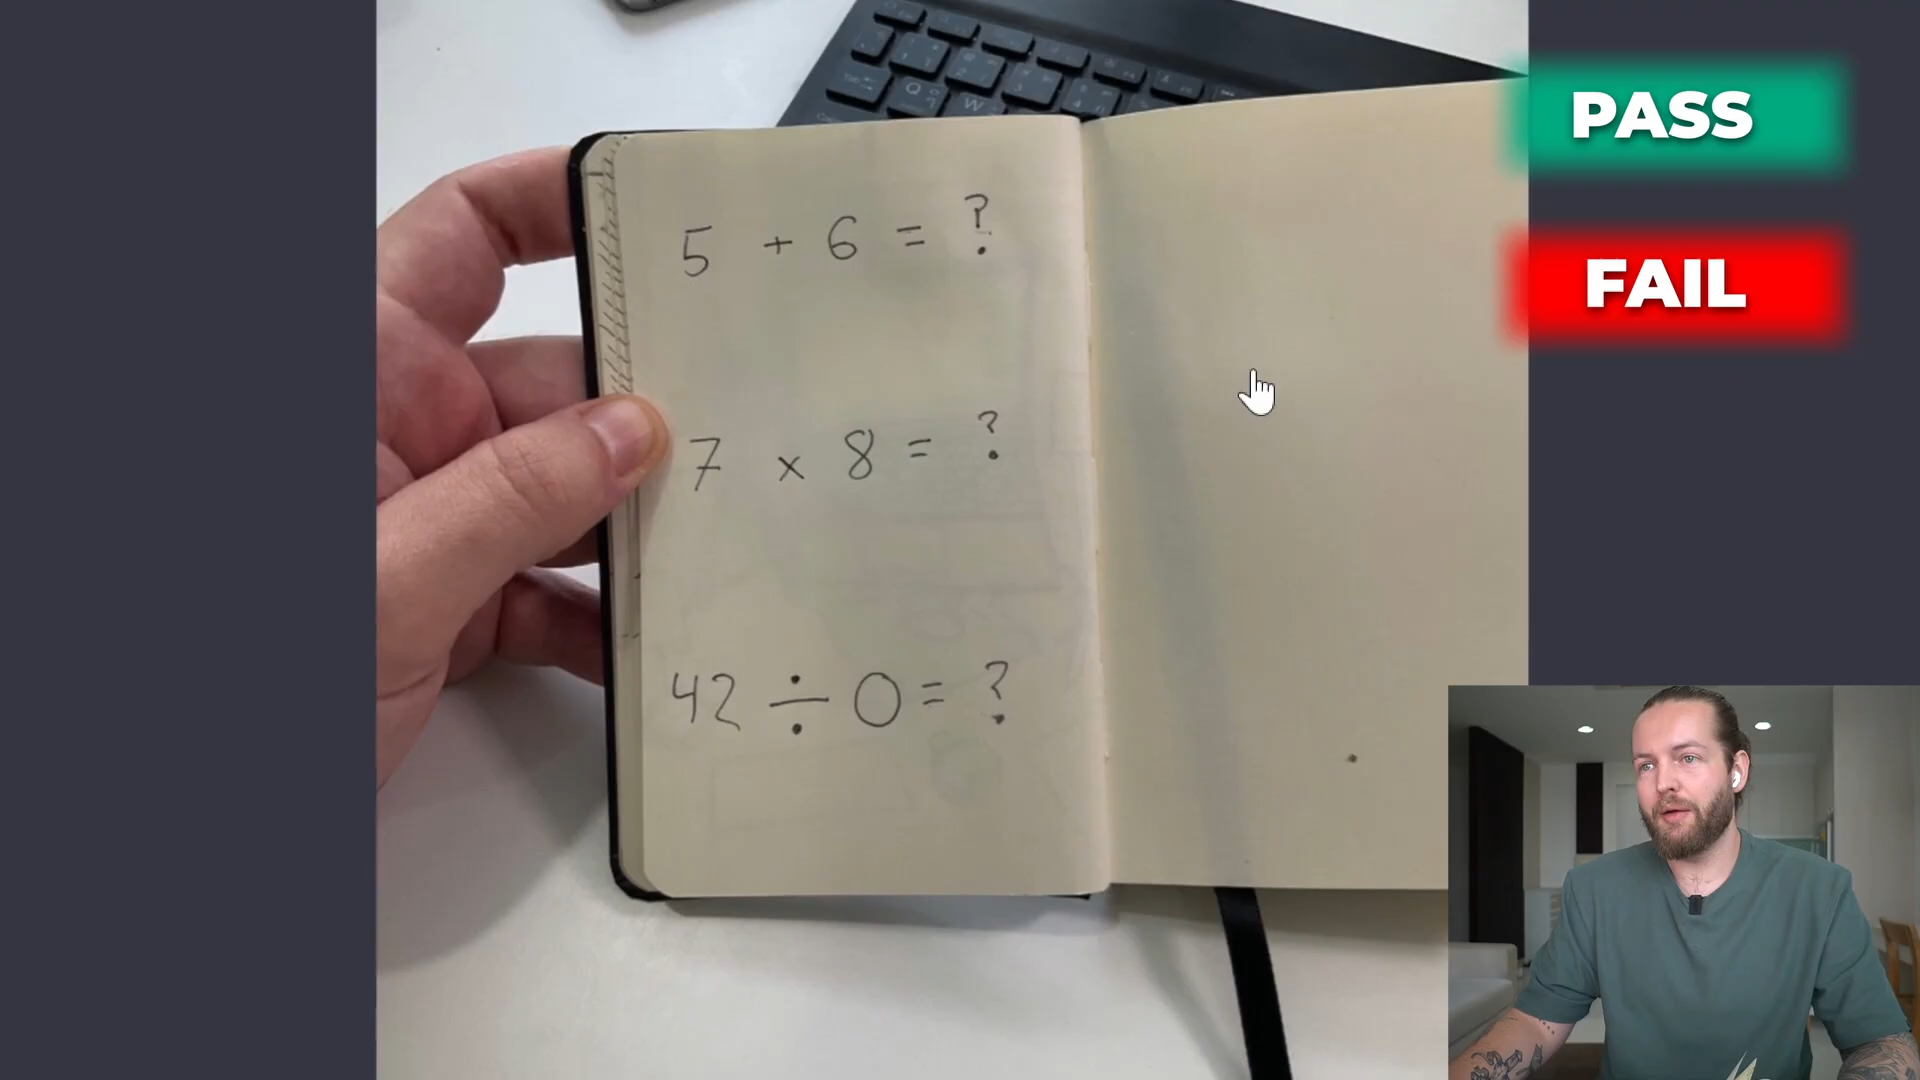 5 + 6 = ?
7 x 8 = ?
42 ÷ 0 = ?
PASS
FAIL